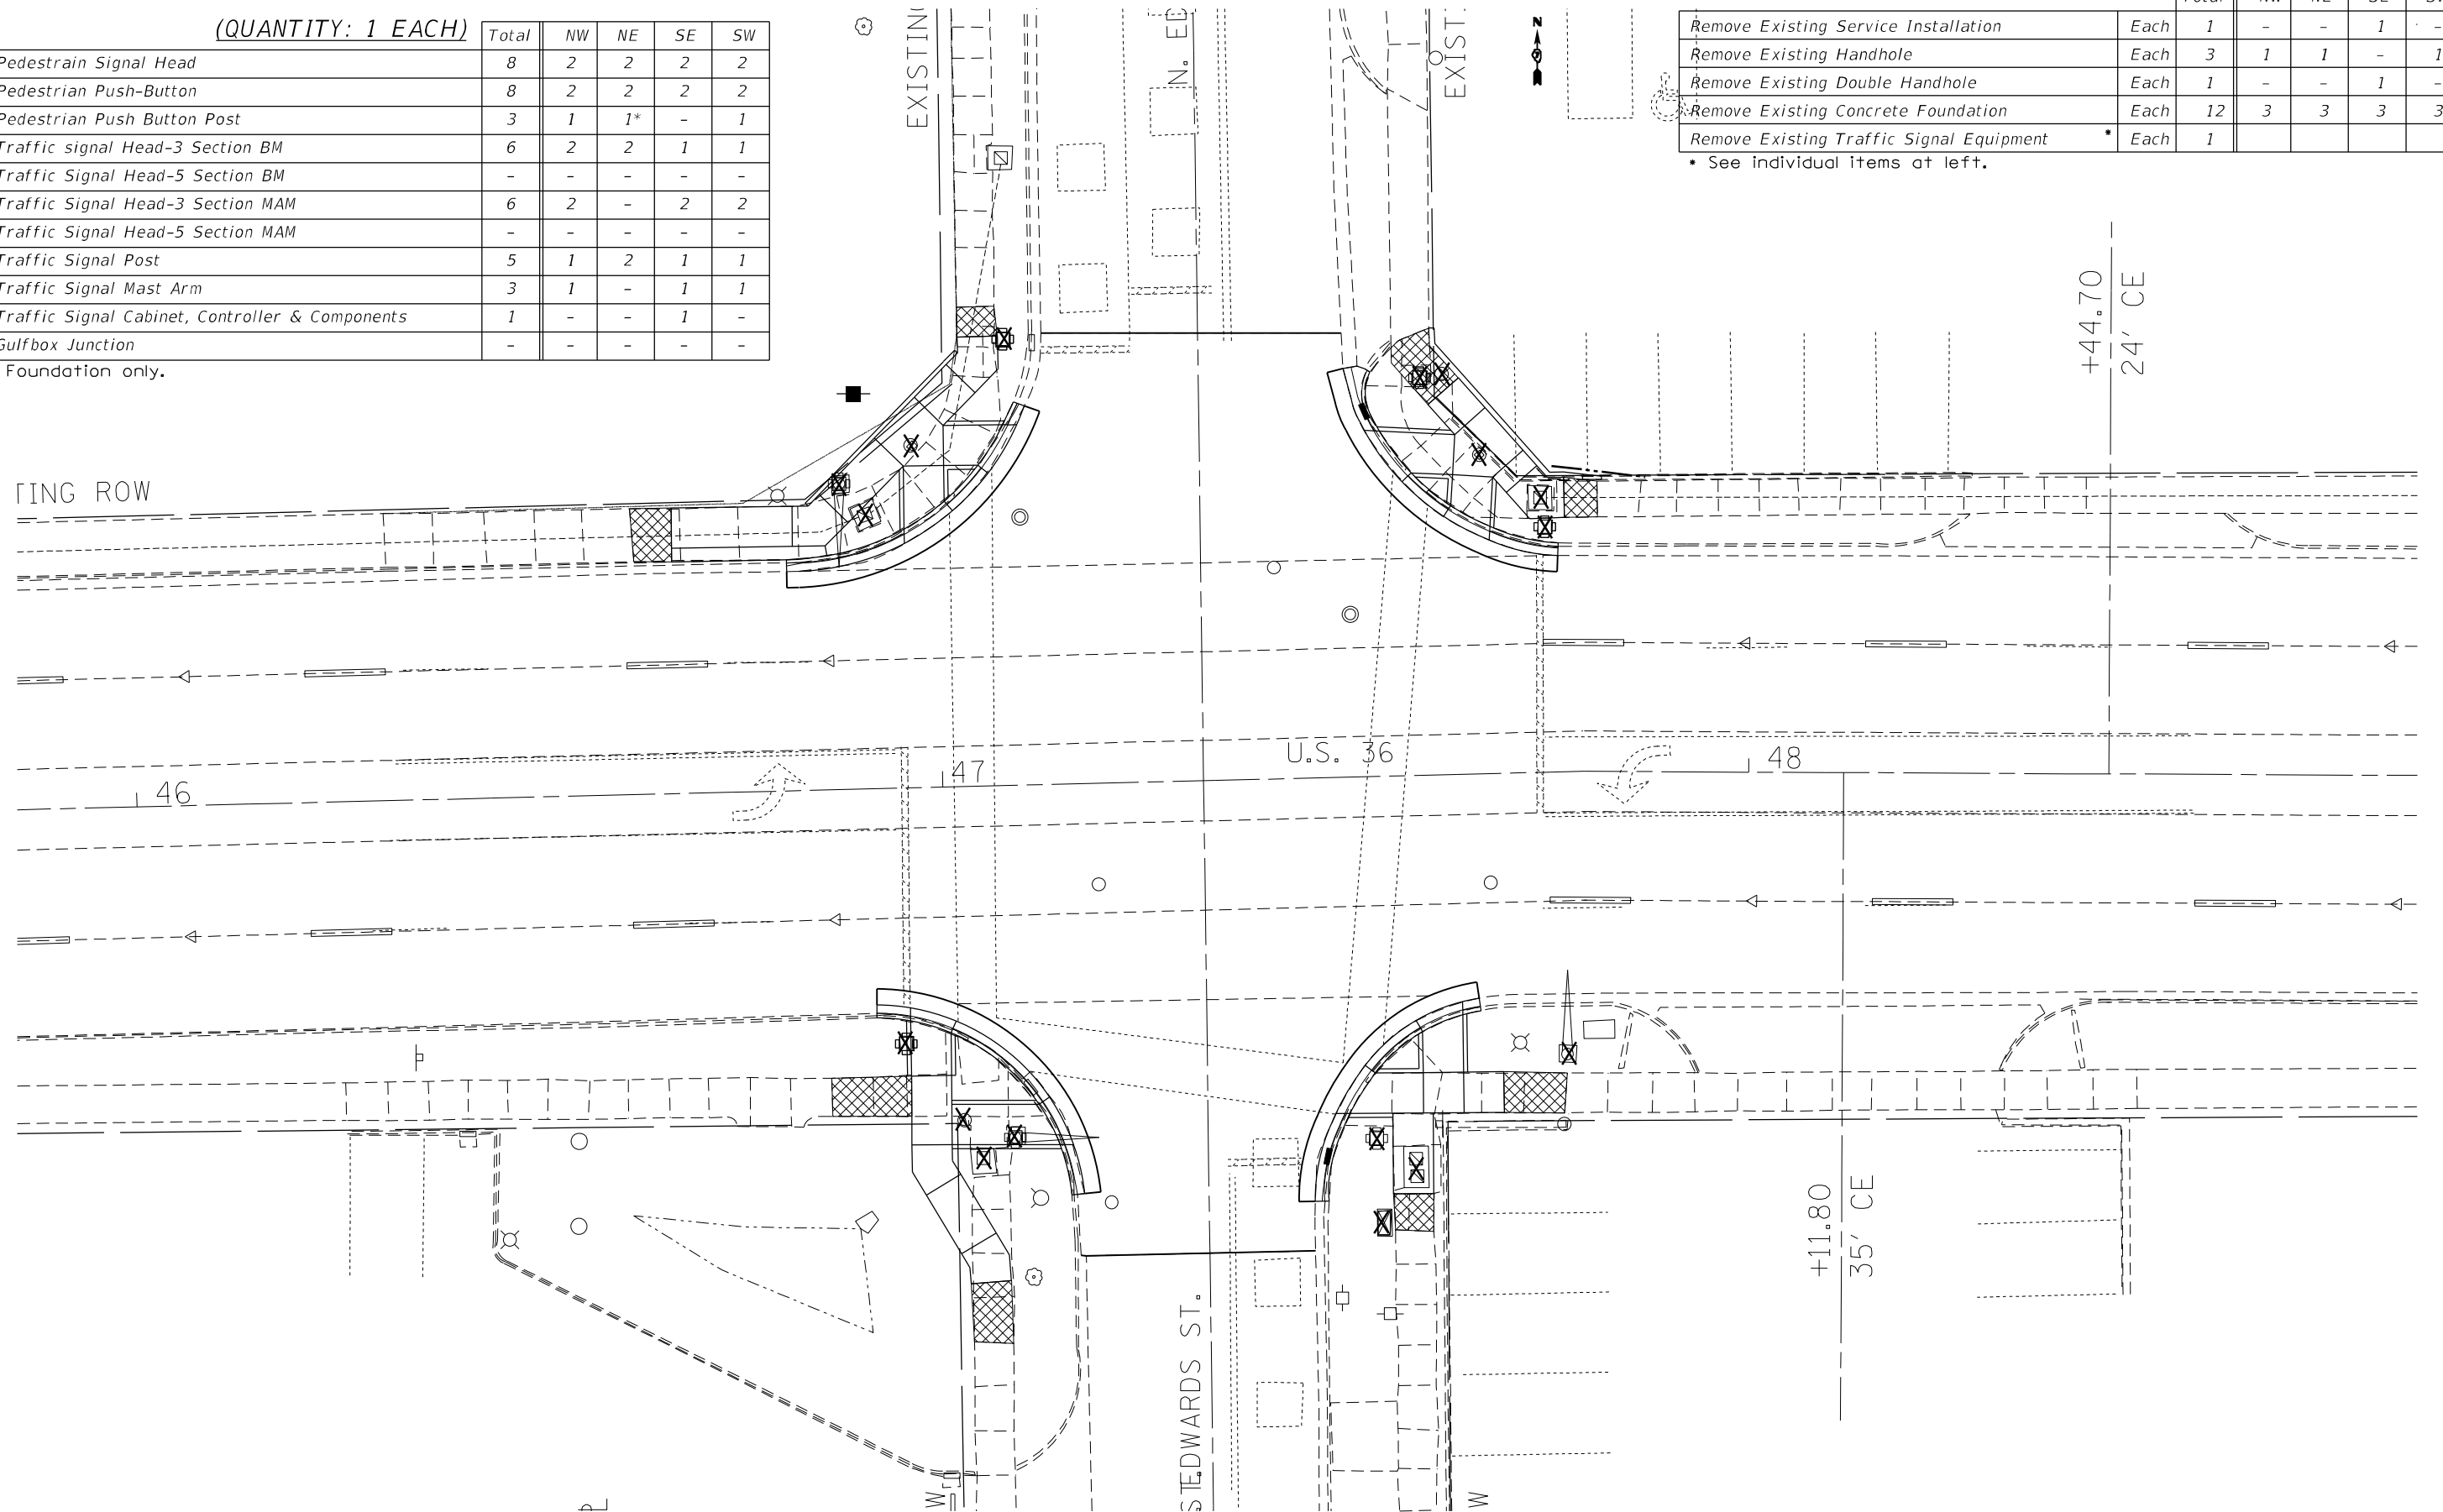 (QUANTITY: 1 EACH) Total NW NE SE SW
Pedestrain Signal Head 8 2 2 2 2
Pedestrian Push-Button 8 2 2 2 2
Pedestrian Push Button Post 3 1 1* - 1
Traffic signal Head-3 Section BM 6 2 2 1 1
Traffic Signal Head-5 Section BM - - - - -
Traffic Signal Head-3 Section MAM 6 2 - 2 2
Traffic Signal Head-5 Section MAM - - - - -
Traffic Signal Post 5 1 2 1 1
Traffic Signal Mast Arm 3 1 - 1 1
Traffic Signal Cabinet, Controller & Components 1 - - 1 -
Gulfbox Junction - - - - -
Foundation only.
Total NW NE SE
Remove Existing Service Installation Each 1 - - 1 -
Remove Existing Handhole Each 3 1 1 - 1
Remove Existing Double Handhole Each 1 - - 1 -
Remove Existing Concrete Foundation Each 12 3 3 3 3
Remove Existing Traffic Signal Equipment * Each 1
* See individual items at left.
EXISTING
N. ED
EXIST
N
TING ROW
+44.70
24' CE
U.S. 36
46
47
48
+11.80
35' CE
EDWARDS ST.
W
W